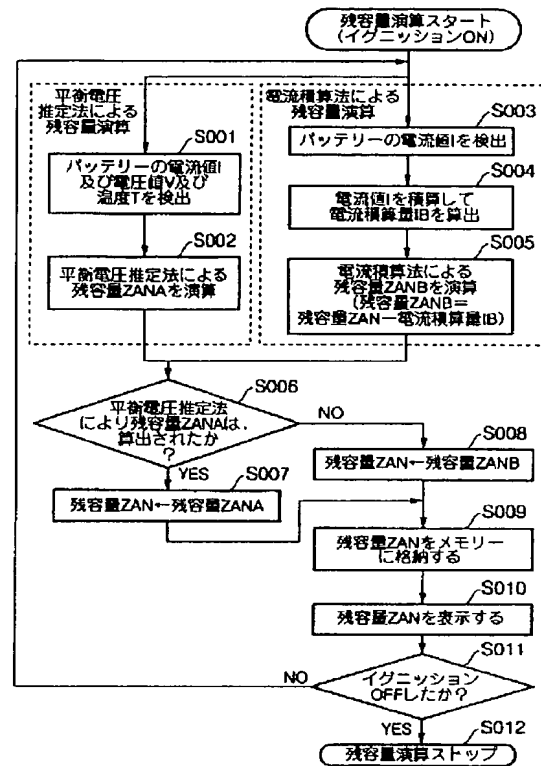 残容量演算スタート
(イグニッションON)
平衡電圧
推定法による
残容量演算
S001
バッテリーの電流値I
及び電圧値V及び
温度Tを検出
S002
平衡電圧推定法による
残容量ZANAを演算
電流積算法による
残容量演算
S003
バッテリーの電流値Iを検出
S004
電流値Iを積算して
電流積算量IBを算出
S005
電流積算法による
残容量ZANBを演算
(残容量ZANB=
残容量ZAN−電流積算量IB)
S006
平衡電圧推定法
により残容量ZANAは、
算出されたか
?
NO
YES
S007
残容量ZAN←残容量ZANA
S008
残容量ZAN←残容量ZANB
S009
残容量ZANをメモリー
に格納する
S010
残容量ZANを表示する
S011
イグニッション
OFFしたか?
NO
YES
S012
残容量演算ストップ